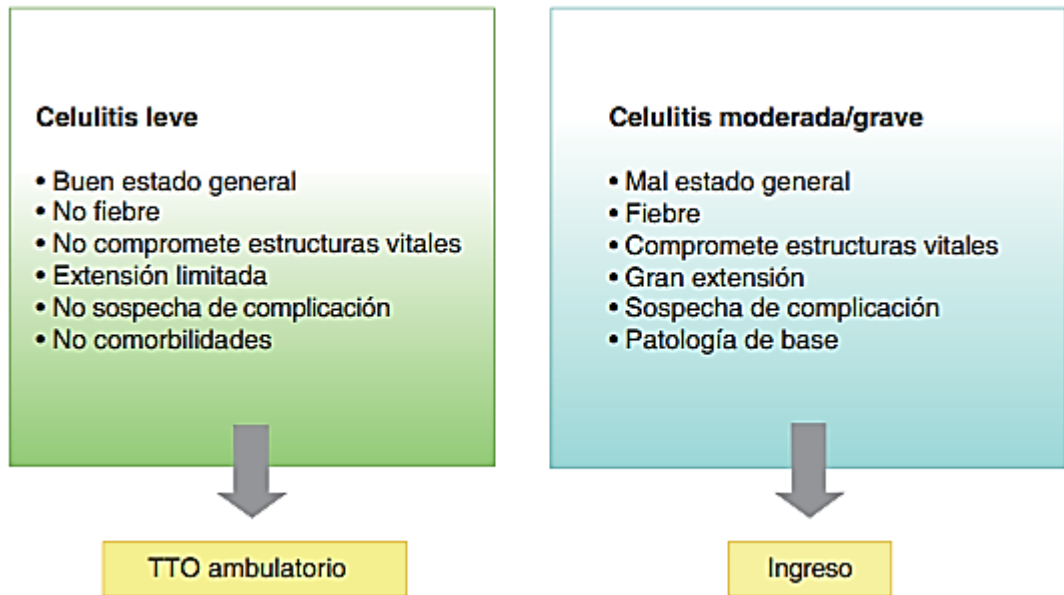 Celulitis leve
• Buen estado general
• No fiebre
• No compromete estructuras vitales
• Extensión limitada
• No sospecha de complicación
• No comorbilidades
TTO ambulatorio
Celulitis moderada/grave
• Mal estado general
• Fiebre
• Compromete estructuras vitales
• Gran extensión
• Sospecha de complicación
• Patología de base
Ingreso